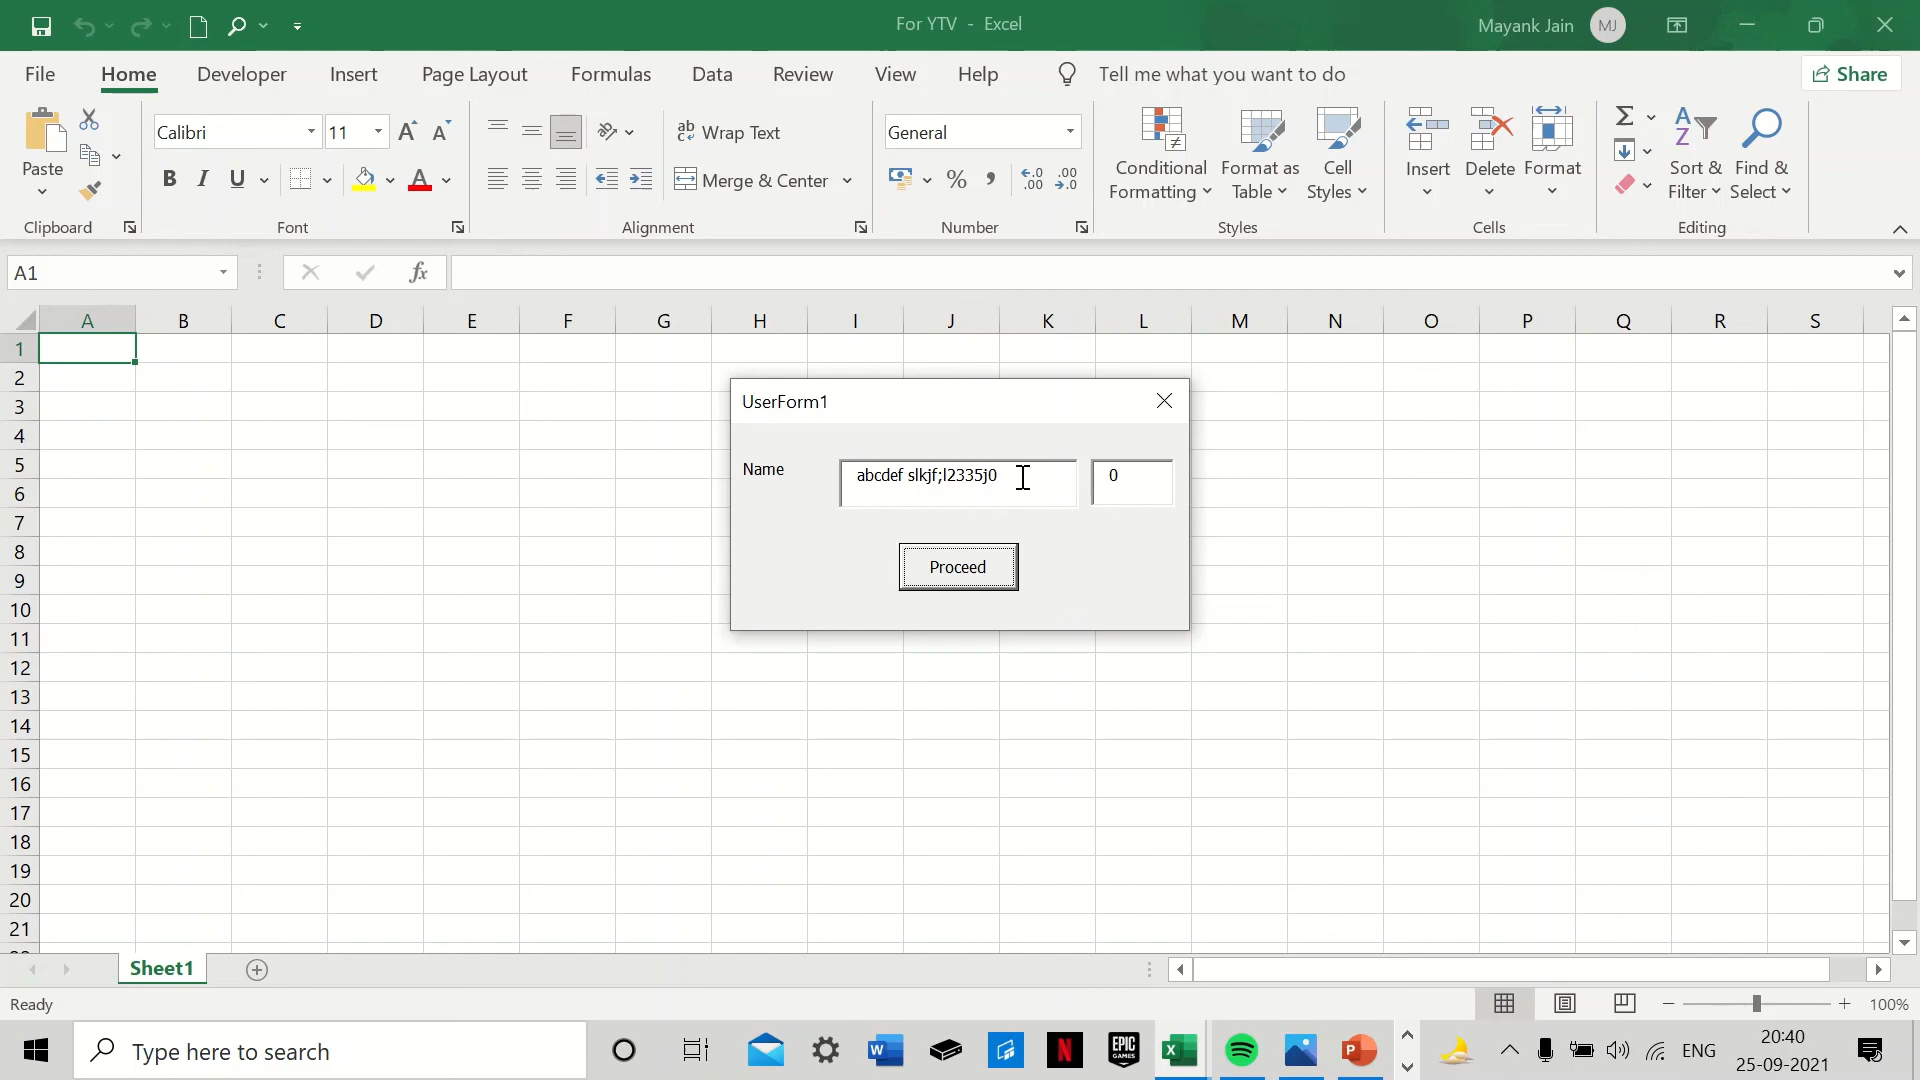 For YTV - Excel
Mayank Jain MJ
File Home Developer Insert Page Layout Formulas Data Review View Help Tell me what you want to do Share
Paste
Clipboard
Calibri 11
B I U
Font
ab Wrap Text
Merge & Center
Alignment
General
% ,
Number
Conditional Formatting
Format as Table
Cell Styles
Styles
Insert Delete Format
Cells
Sort & Filter
Find & Select
Editing
A1 fx
A B C D E F G H I J K L M N O P Q R S
1
2
3
4
5
6
7
8
9
10
11
12
13
14
15
16
17
18
19
20
21
UserForm1
Name abcdef slkjf;l2335j0 0
Proceed
Sheet1
Ready 100%
Type here to search
EPIC GAMES
ENG
20:40
25-09-2021